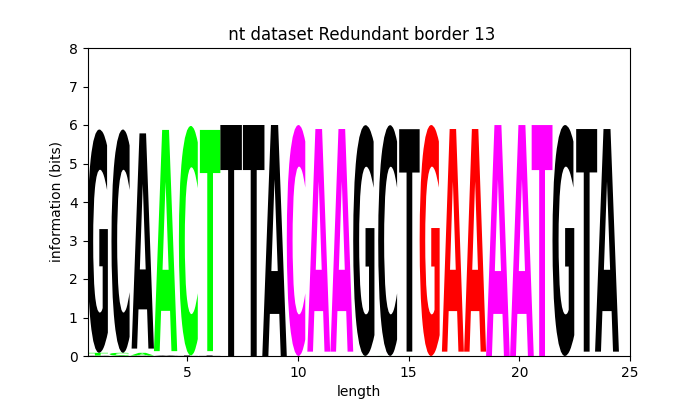 nt dataset Redundant border 13
8
7
6
5
4
3
2
1
0
information (bits)
GCAACTTTACAAGCTGAAAATGTA
5 10 15 20 25
length